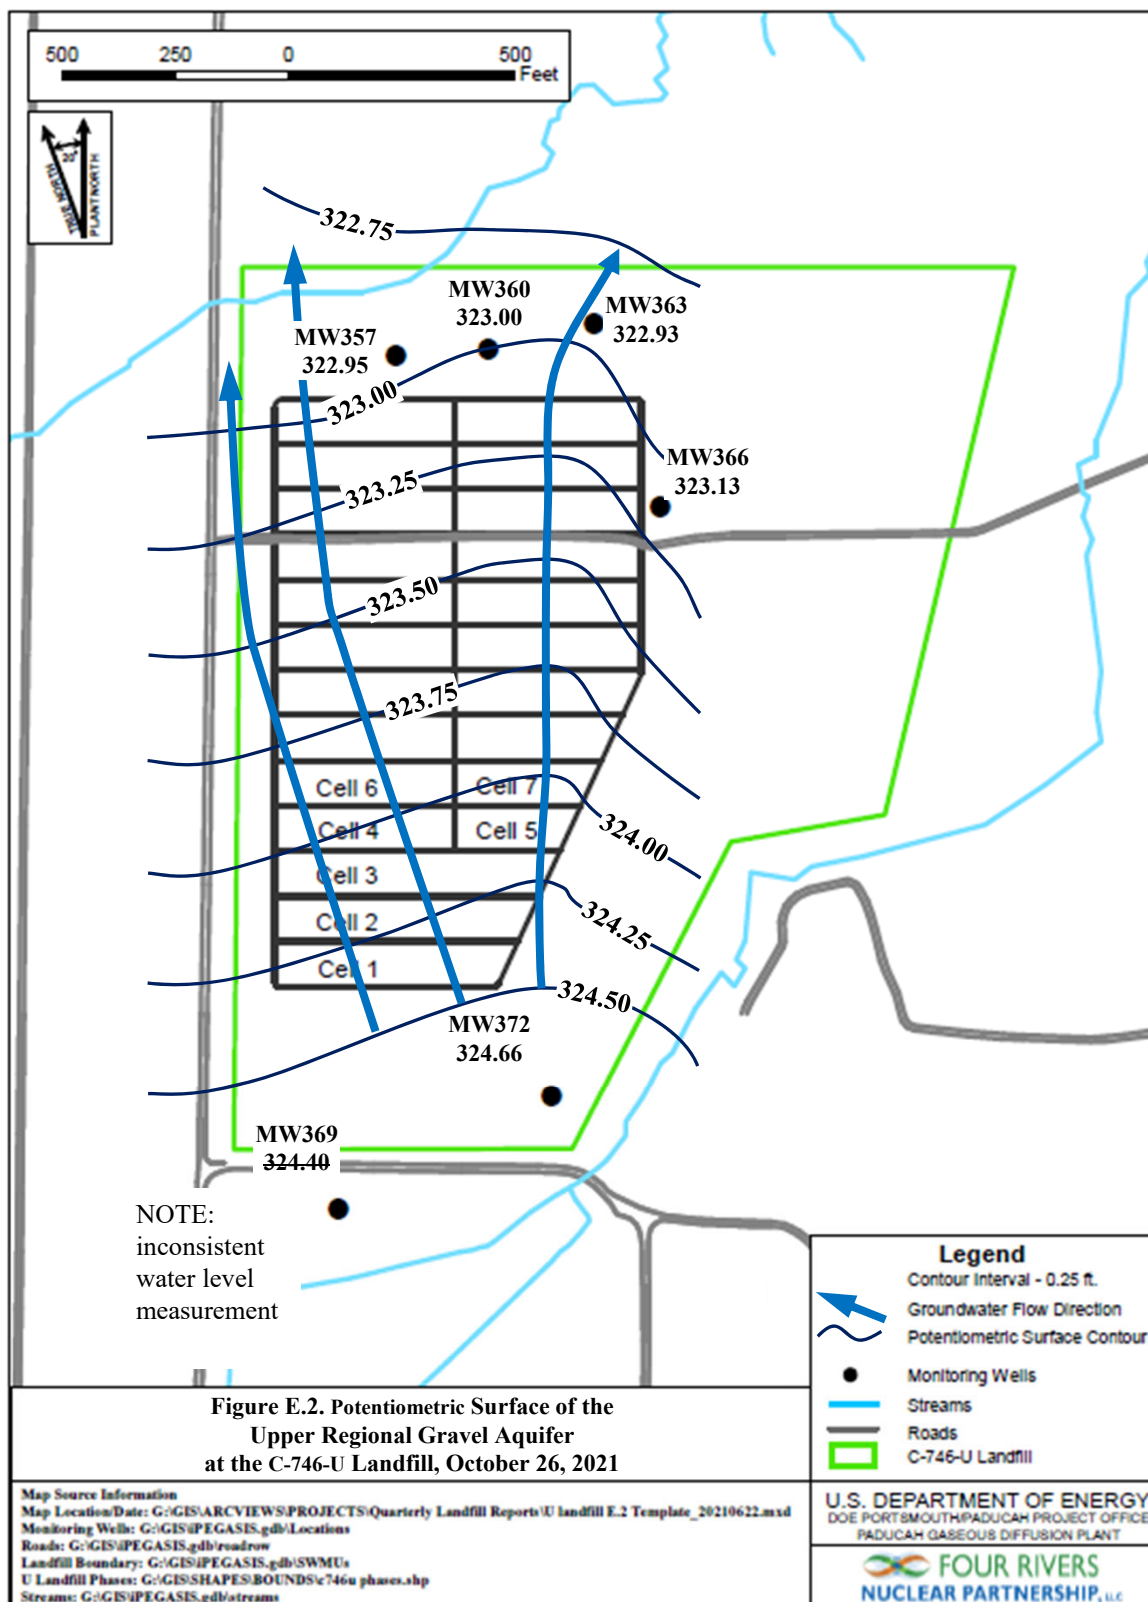 500 250 0 500
Feet
20°
TRUE NORTH
PLANT NORTH
322.75
MW360
323.00
MW363
322.93
MW357
322.95
323.00
MW366
323.13
323.25
323.50
323.75
Cell 6 Cell 7
Cell 4 Cell 5
324.00
Cell 3
324.25
Cell 2
Cell 1
324.50
MW372
324.66
MW369
324.40
NOTE:
inconsistent
water level
measurement
Legend
Contour Interval - 0.25 ft.
Groundwater Flow Direction
Potentiometric Surface Contour
Monitoring Wells
Streams
Roads
C-746-U Landfill
Figure E.2. Potentiometric Surface of the
Upper Regional Gravel Aquifer
at the C-746-U Landfill, October 26, 2021
Map Source Information
Map Location/Date: G:\GIS\ARCVIEWS\PROJECTS\Quarterly Landfill Reports\U landfill E.2 Template_20210622.mxd
Monitoring Wells: G:\GIS\iPEGASIS.gdb\Locations
Roads: G:\GIS\iPEGASIS.gdb\roadrow
Landfill Boundary: G:\GIS\iPEGASIS.gdb\SWMUs
U Landfill Phases: G:\GIS\SHAPES\BOUNDS\c746u phases.shp
Streams: G:\GIS\iPEGASIS.gdb\streams
U.S. DEPARTMENT OF ENERGY
DOE PORTSMOUTH/PADUCAH PROJECT OFFICE
PADUCAH GASEOUS DIFFUSION PLANT
FOUR RIVERS
NUCLEAR PARTNERSHIP, LLC